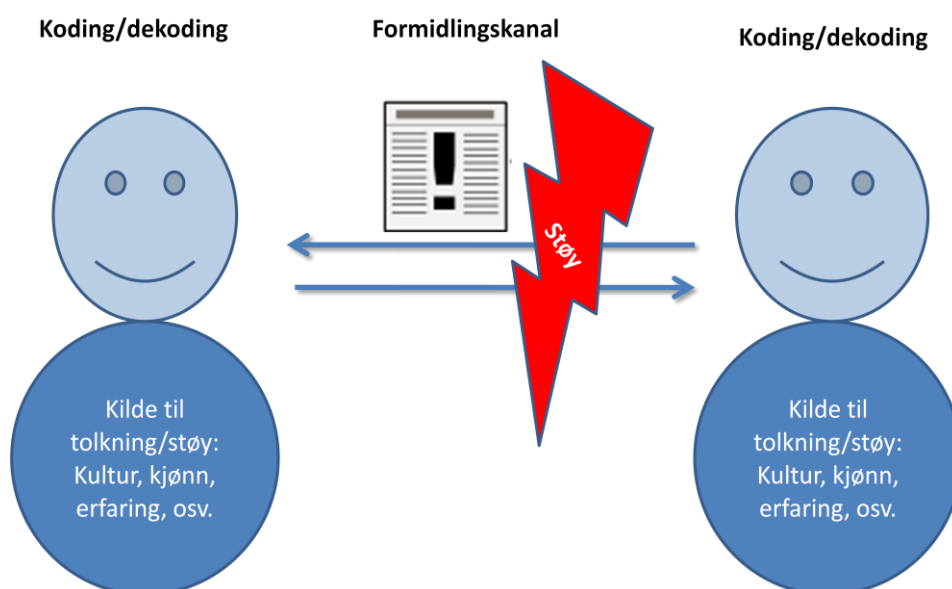 Koding/dekoding
Formidlingskanal
Koding/dekoding
Støy
Kilde til
tolkning/støy:
Kultur, kjønn,
erfaring, osv.
Kilde til
tolkning/støy:
Kultur, kjønn,
erfaring, osv.